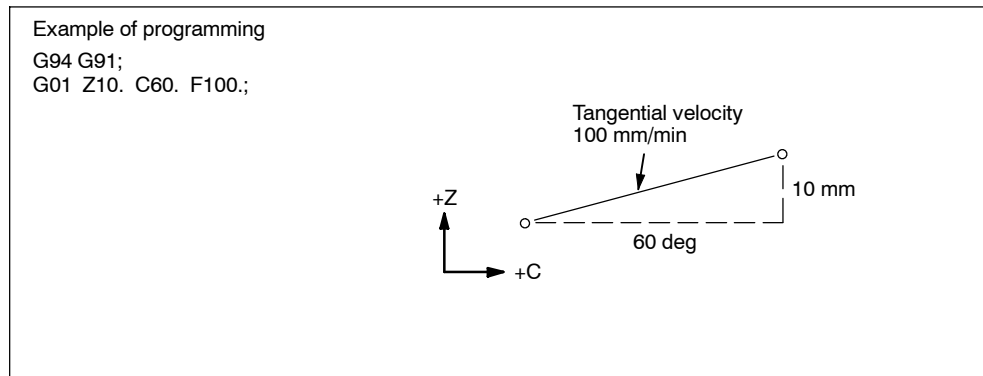 Example of programming
G94 G91;
G01 Z10. C60. F100.;
Tangential velocity
100 mm/min
10 mm
+Z
60 deg
+C